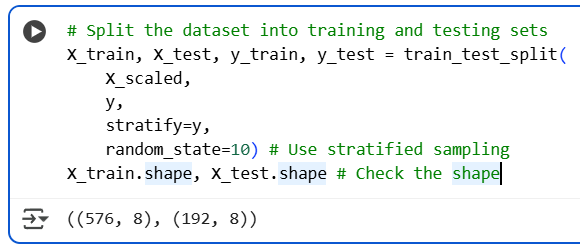 # Split the dataset into training and testing sets
X_train, X_test, y_train, y_test = train_test_split(
    X_scaled,
    y,
    stratify=y,
    random_state=10) # Use stratified sampling
X_train.shape, X_test.shape # Check the shape
((576, 8), (192, 8))